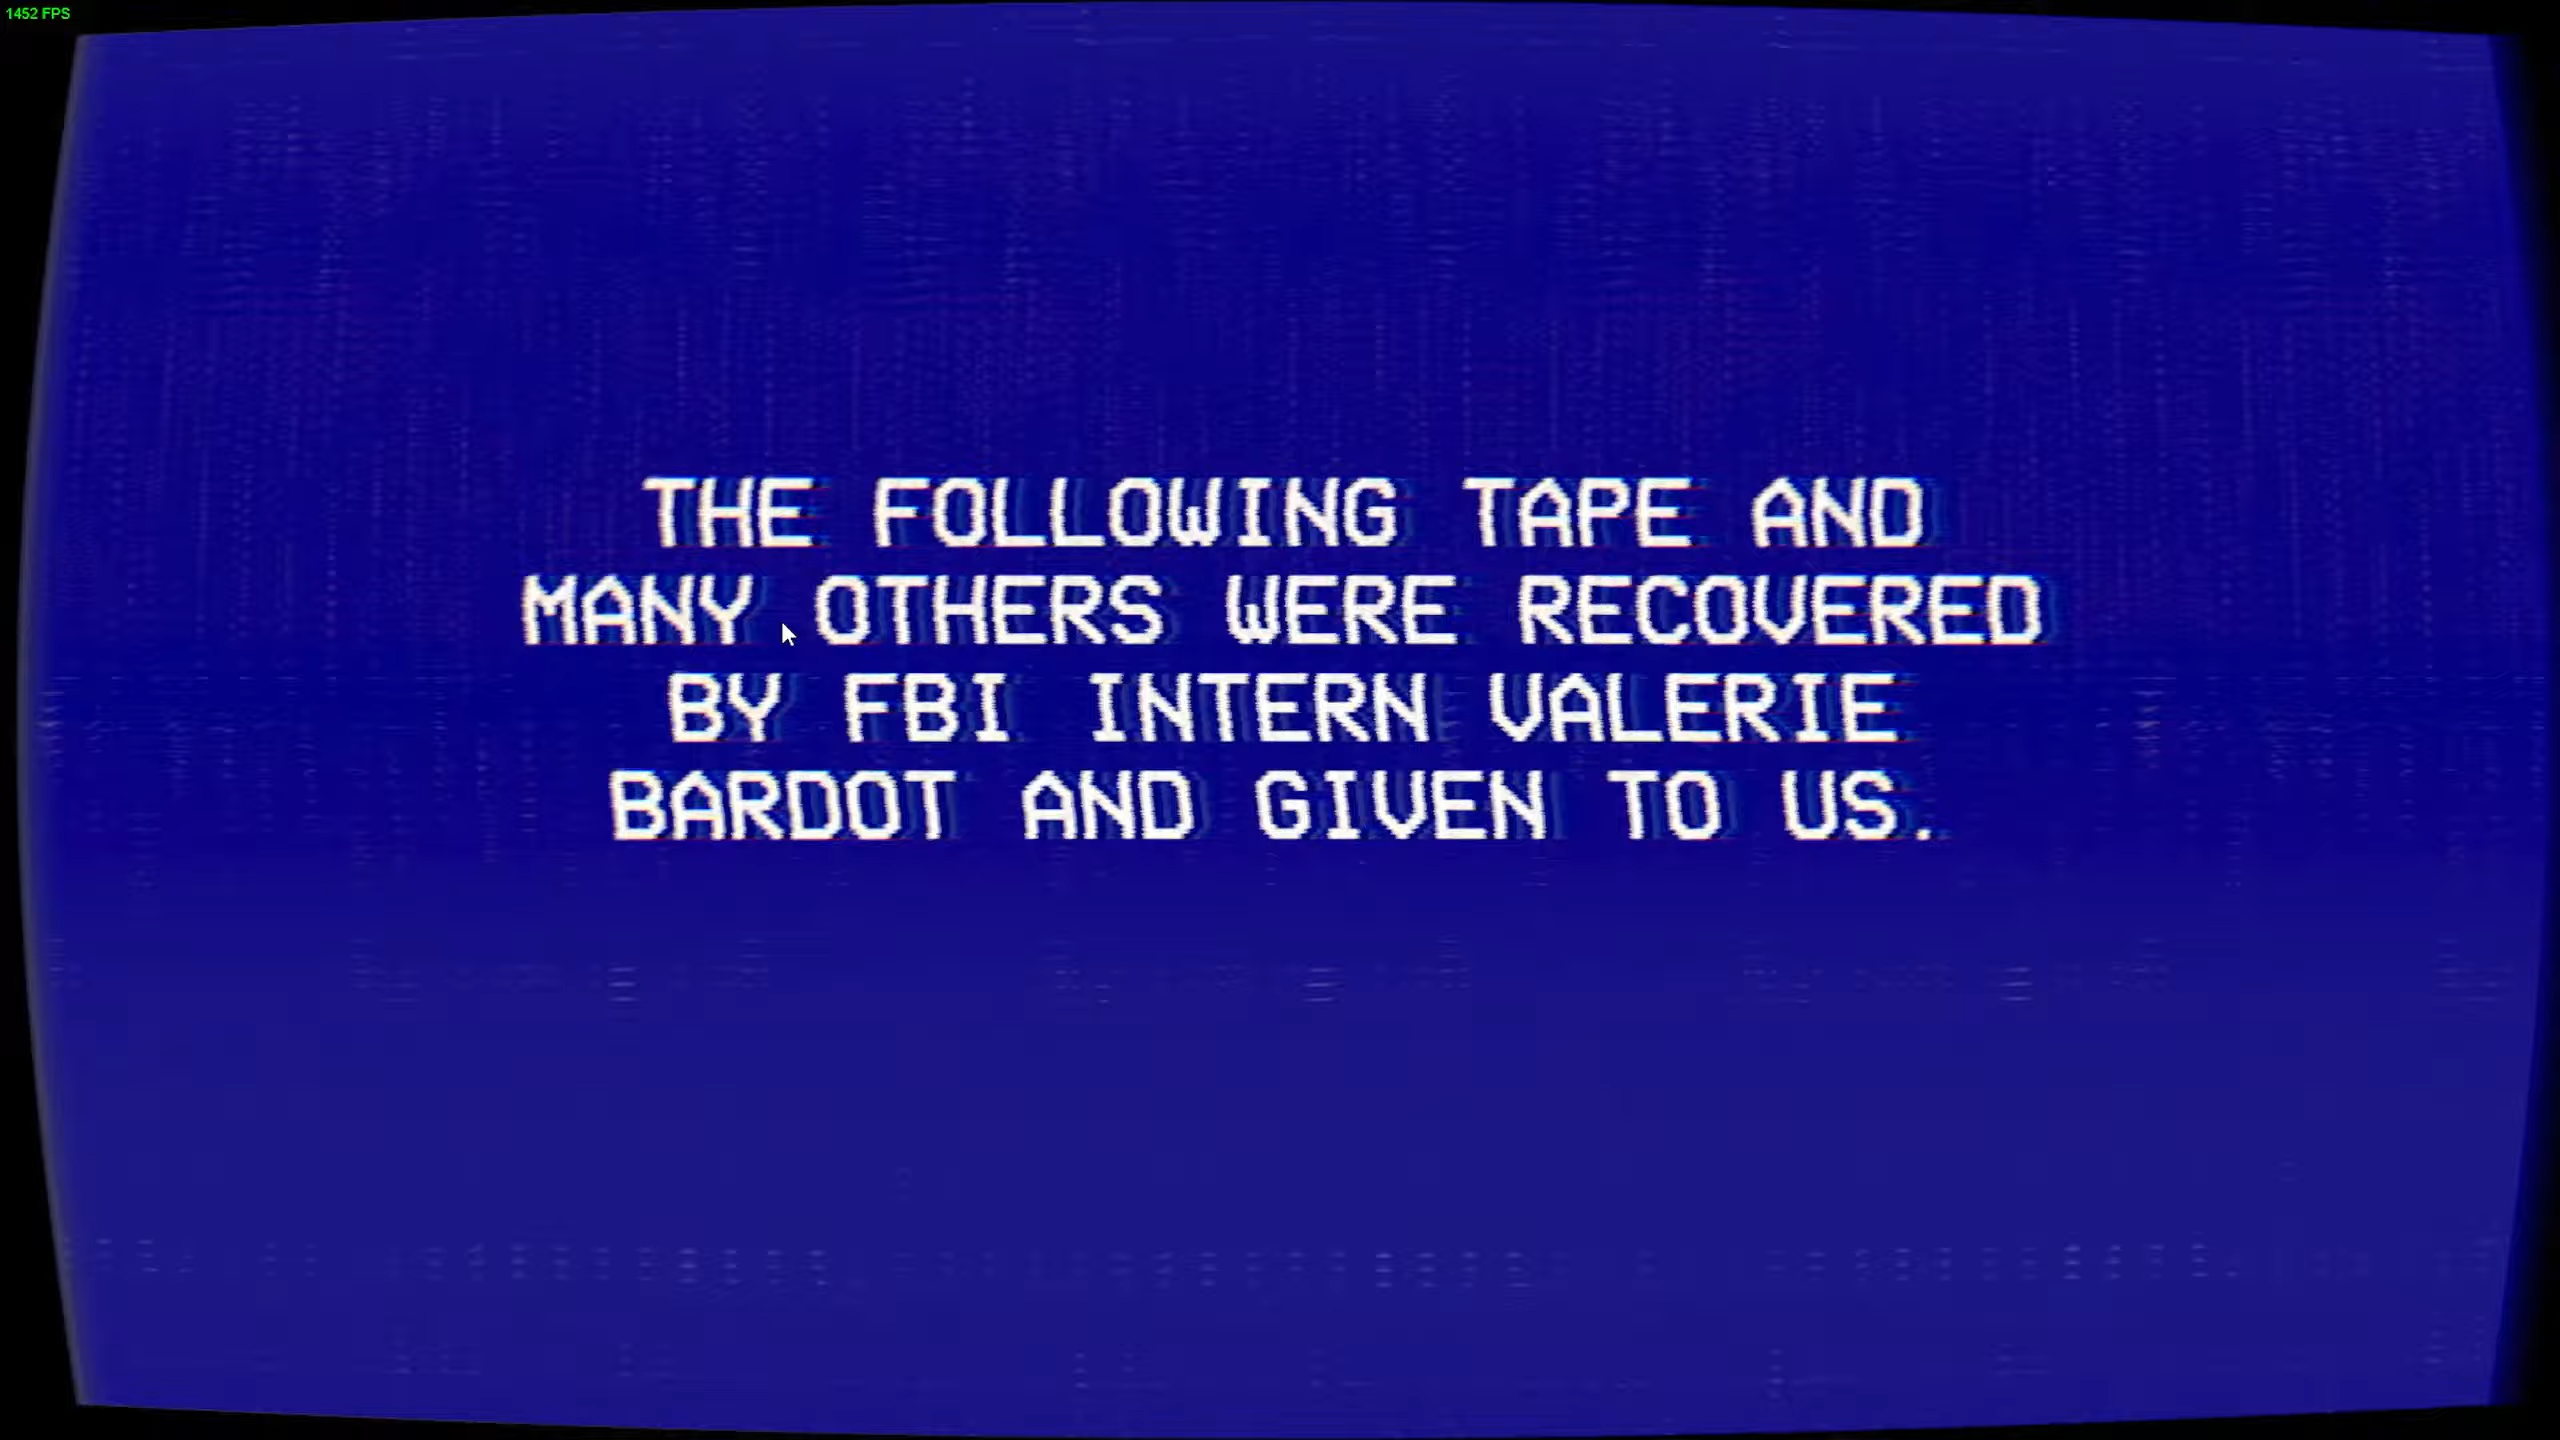 1452 FPS
THE FOLLOWING TAPE AND
MANY OTHERS WERE RECOVERED
BY FBI INTERN VALERIE
BARDOT AND GIVEN TO US.